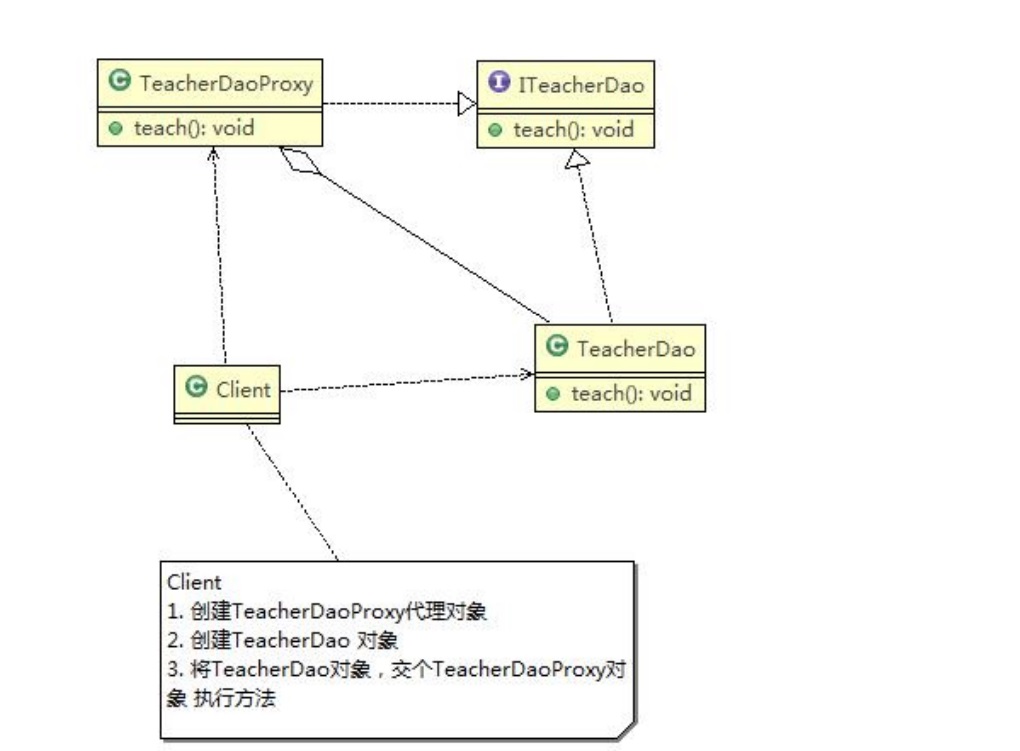 TeacherDaoProxy
teach(): void
ITeacherDao
teach(): void
TeacherDao
teach(): void
Client
Client
1. 创建TeacherDaoProxy代理对象
2. 创建TeacherDao 对象
3. 将TeacherDao对象，交个TeacherDaoProxy对
象 执行方法